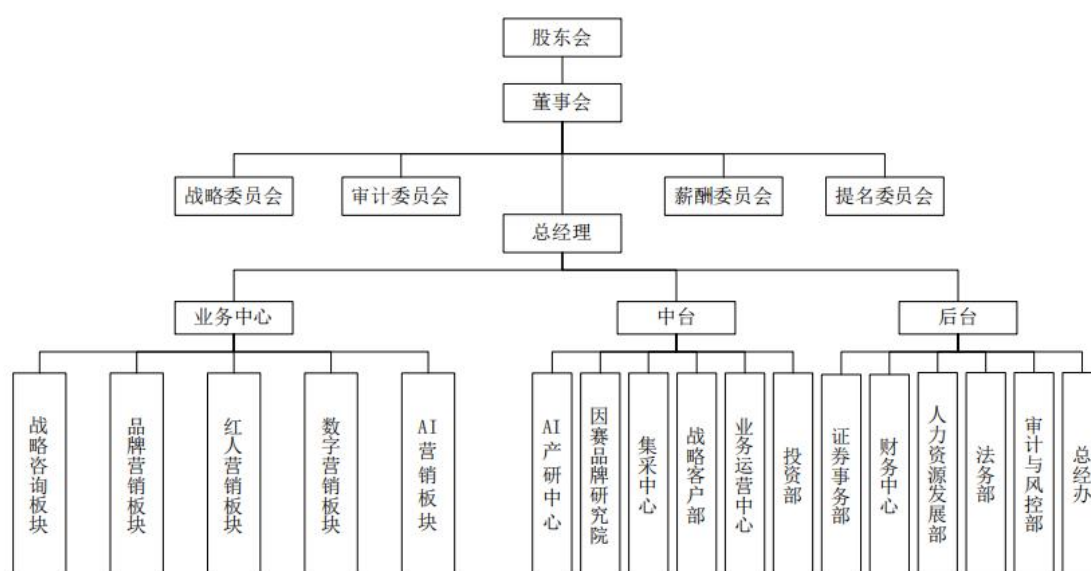 股东会
董事会
战略委员会
审计委员会
薪酬委员会
提名委员会
总经理
业务中心
中台
后台
战略咨询板块
品牌营销板块
红人营销板块
数字营销板块
AI营销板块
AI产研中心
因赛品牌研究院
集采中心
战略客户部
业务运营中心
投资部
证券事务部
财务中心
人力资源发展部
法务部
审计与风控部
总经办